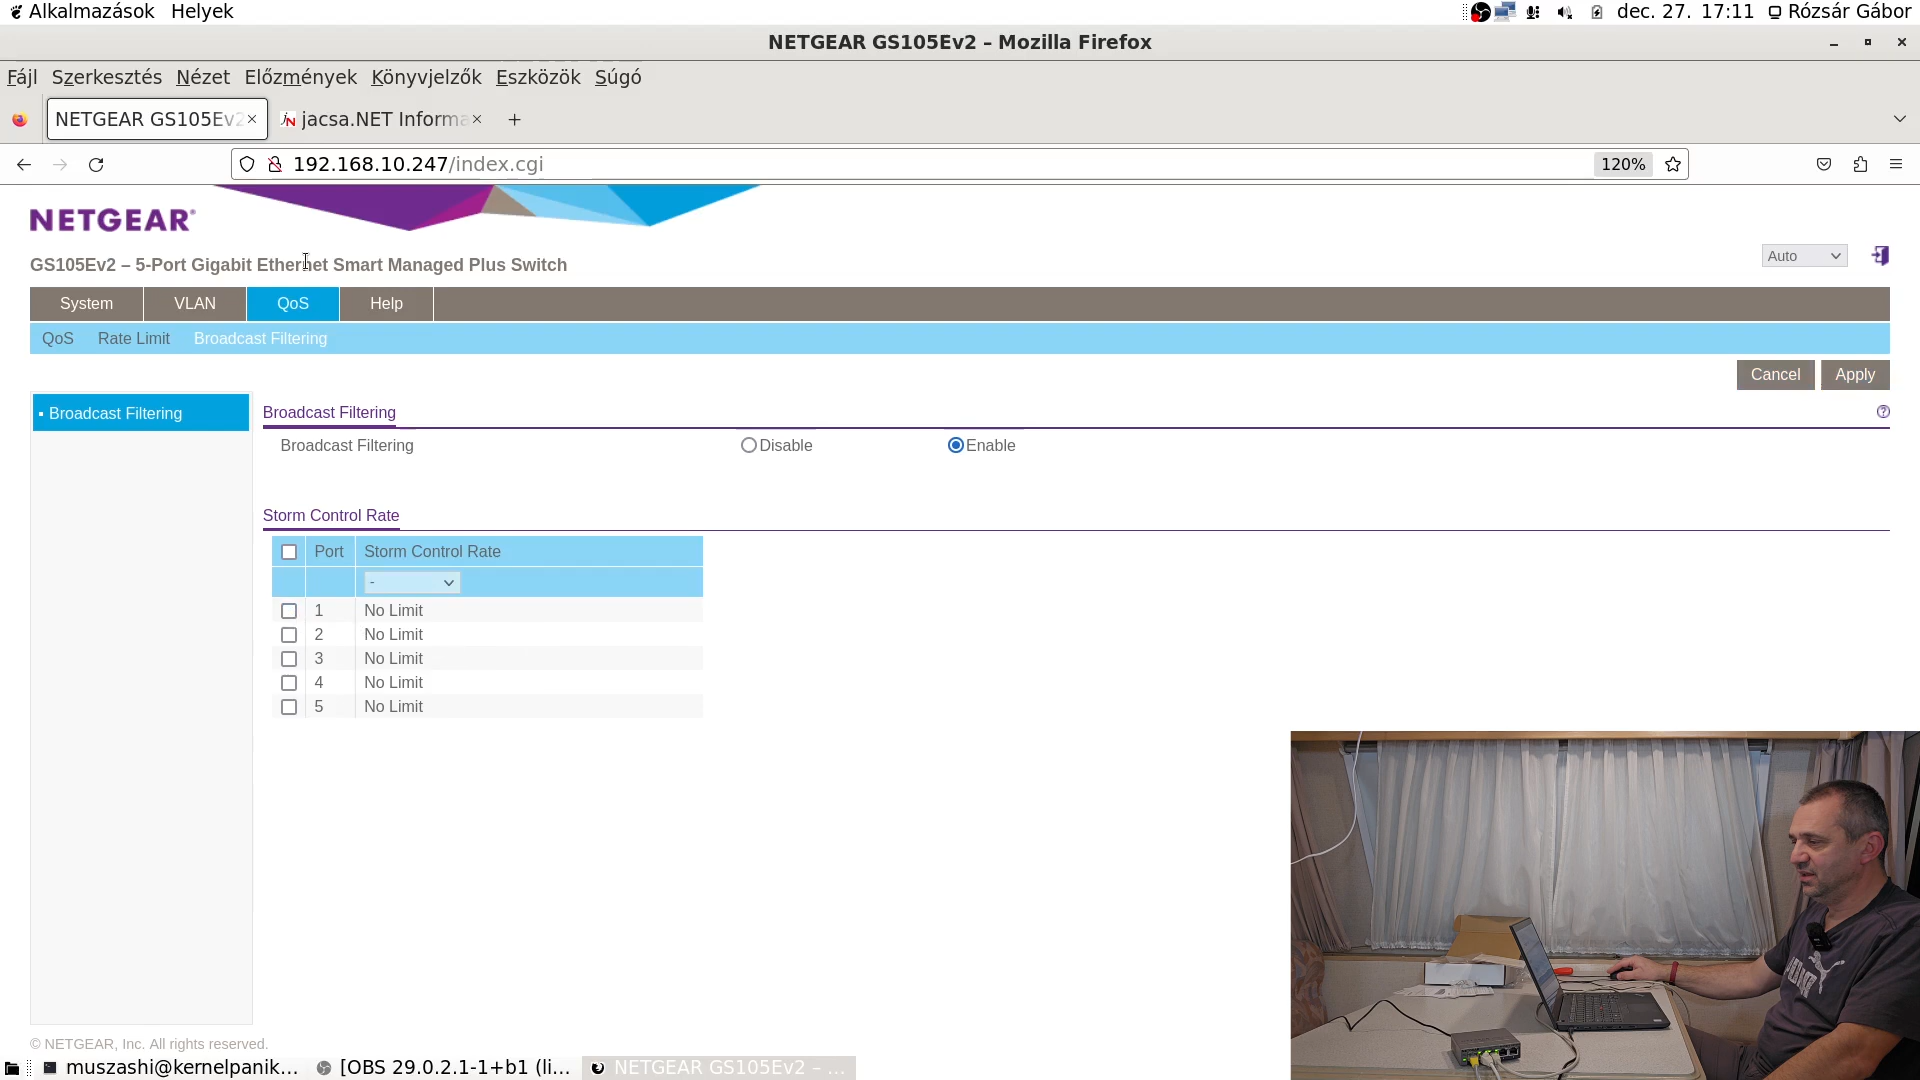 Alkalmazások Helyek dec. 27. 17:11 Rózsár Gábor
NETGEAR GS105Ev2 – Mozilla Firefox
Fájl Szerkesztés Nézet Előzmények Könyvjelzők Eszközök Súgó
NETGEAR GS105Ev2 jacsa.NET Informa
192.168.10.247/index.cgi 120%
NETGEAR®
GS105Ev2 – 5-Port Gigabit Ethernet Smart Managed Plus Switch Auto
System VLAN QoS Help
QoS Rate Limit Broadcast Filtering
Cancel Apply
Broadcast Filtering
Broadcast Filtering
Broadcast Filtering Disable Enable
Storm Control Rate
Port Storm Control Rate
-
1 No Limit
2 No Limit
3 No Limit
4 No Limit
5 No Limit
© NETGEAR, Inc. All rights reserved.
PUMA
muszashi@kernelpanik... [OBS 29.0.2.1-1+b1 (li... NETGEAR GS105Ev2 – ...